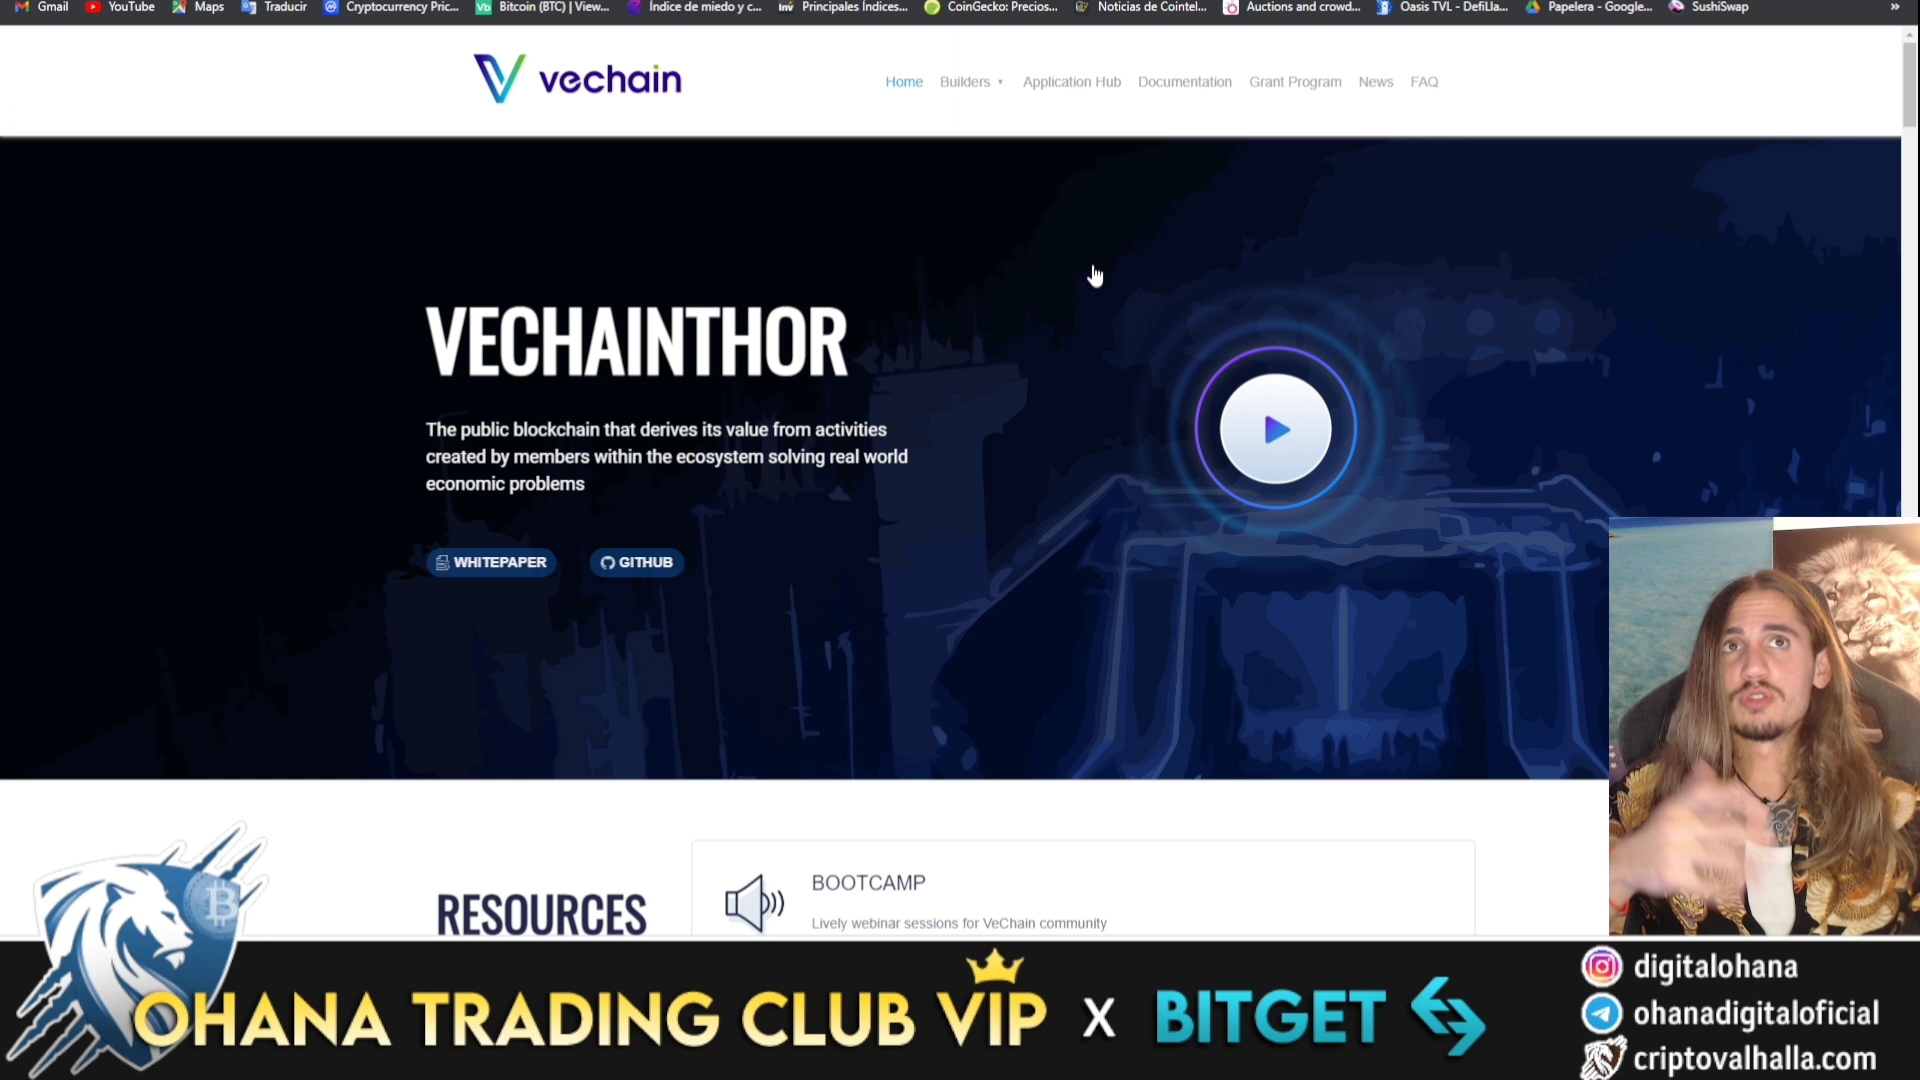 Gmail YouTube Maps Traducir Cryptocurrency Pric... Bitcoin (BTC) | View... Índice de miedo y c... Inv Principales Índices... CoinGecko: Precios... Noticias de Cointel... Auctions and crowd... Oasis TVL - DefiLla... Papelera - Google... SushiSwap »
vechain
Home Builders Application Hub Documentation Grant Program News FAQ
VECHAINTHOR
The public blockchain that derives its value from activities
created by members within the ecosystem solving real world
economic problems
WHITEPAPER GITHUB
RESOURCES
BOOTCAMP
Lively webinar sessions for VeChain community
OHANA TRADING CLUB VIP X BITGET
digitalohana
ohanadigitaloficial
criptovalhalla.com